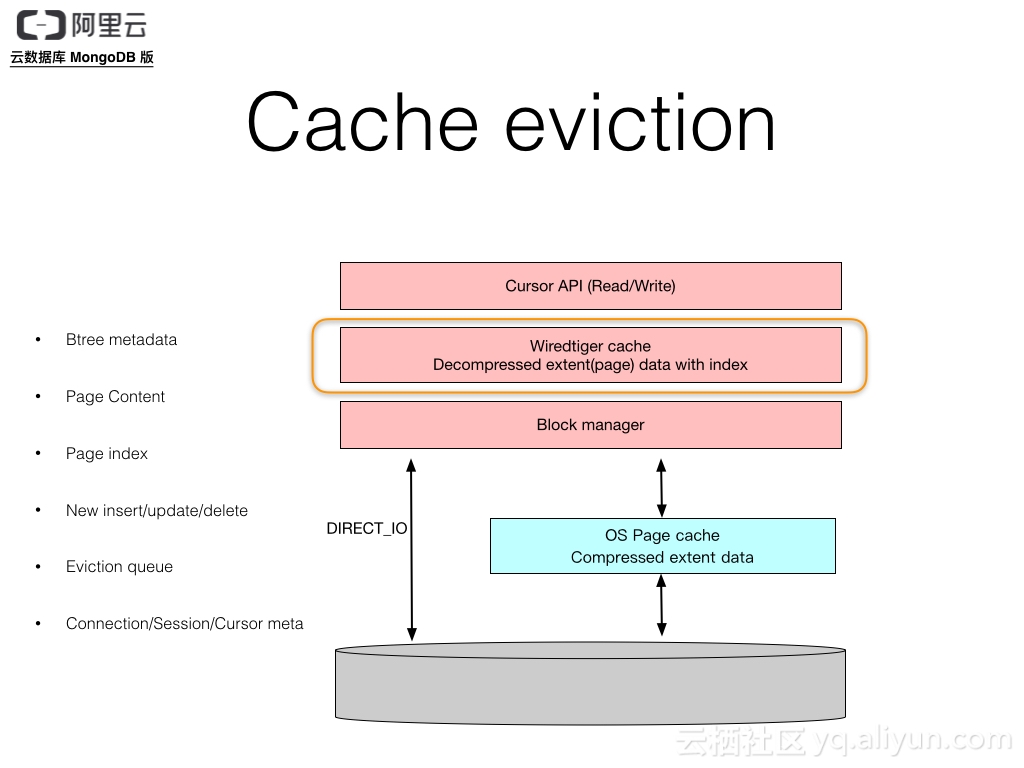 阿里云
云数据库 MongoDB 版
Cache eviction
Cursor API (Read/Write)
Wiredtiger cache
Decompressed extent(page) data with index
Block manager
• Btree metadata
• Page Content
• Page index
• New insert/update/delete
• Eviction queue
• Connection/Session/Cursor meta
DIRECT_IO
OS Page cache
Compressed extent data
云栖社区 yq.aliyun.com